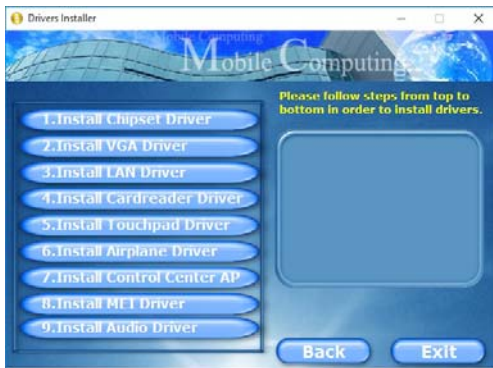 Drivers Installer
Mobile Computing
Mobile Computing
Please follow steps from top to
bottom in order to install drivers.
1.Install Chipset Driver
2.Install VGA Driver
3.Install LAN Driver
4.Install Cardreader Driver
5.Install Touchpad Driver
6.Install Airplane Driver
7.Install Control Center AP
8.Install MEI Driver
9.Install Audio Driver
Back
Exit